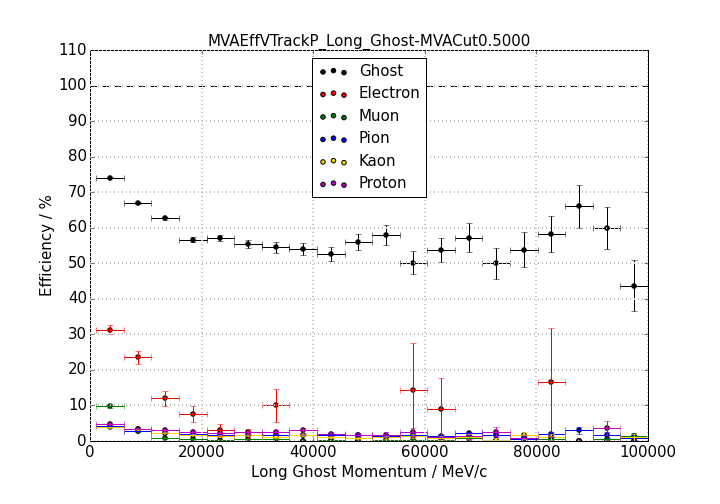 MVAEffVTrackP_Long_Ghost-MVACut0.5000
110
100
90
80
70
60
50
40
30
20
10
0
Efficiency / %
Ghost
Electron
Muon
Pion
Kaon
Proton
0 20000 40000 60000 80000 100000
Long Ghost Momentum / MeV/c